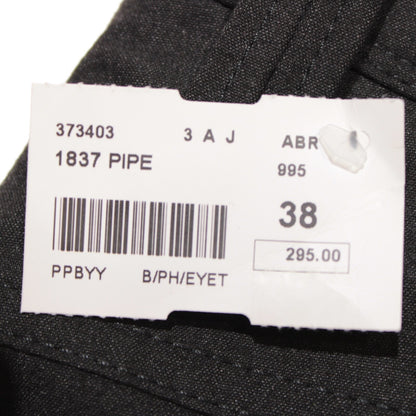 373403 3 A J ABR
1837 PIPE 995
38
295.00
PPBYY B/PH/EYET